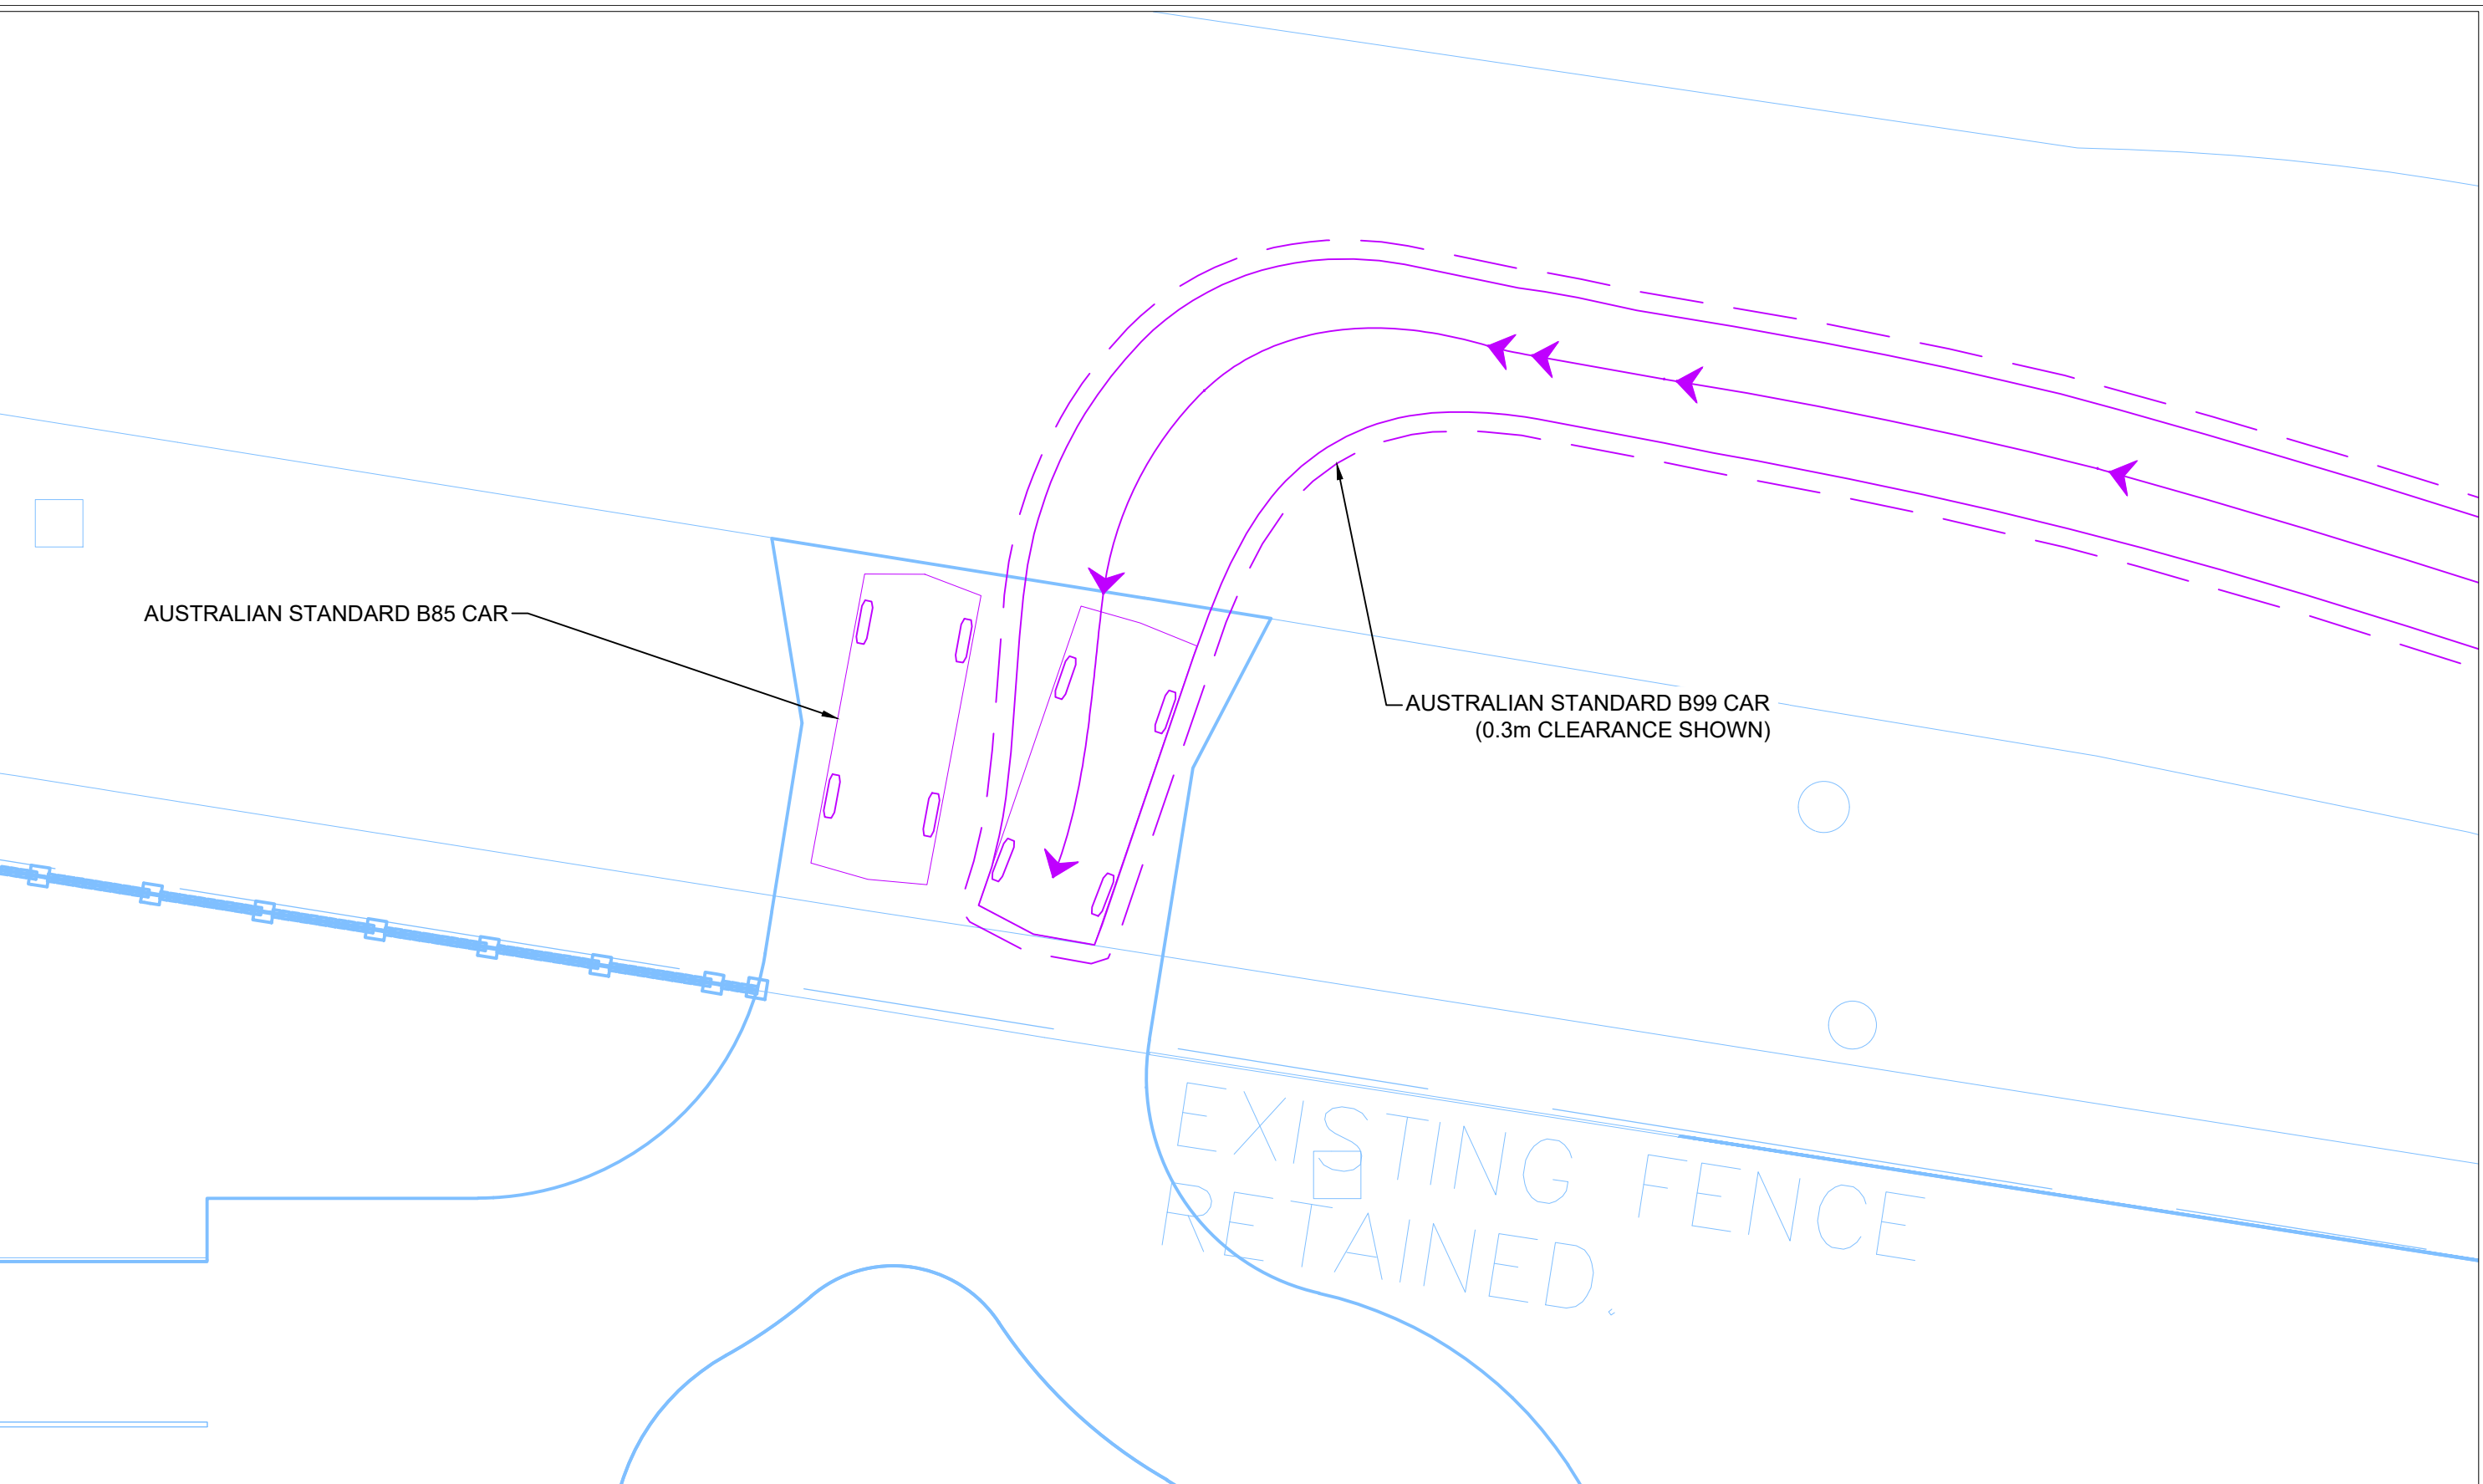 AUSTRALIAN STANDARD B85 CAR
AUSTRALIAN STANDARD B99 CAR
(0.3m CLEARANCE SHOWN)
EXISTING FENCE
RETAINED.